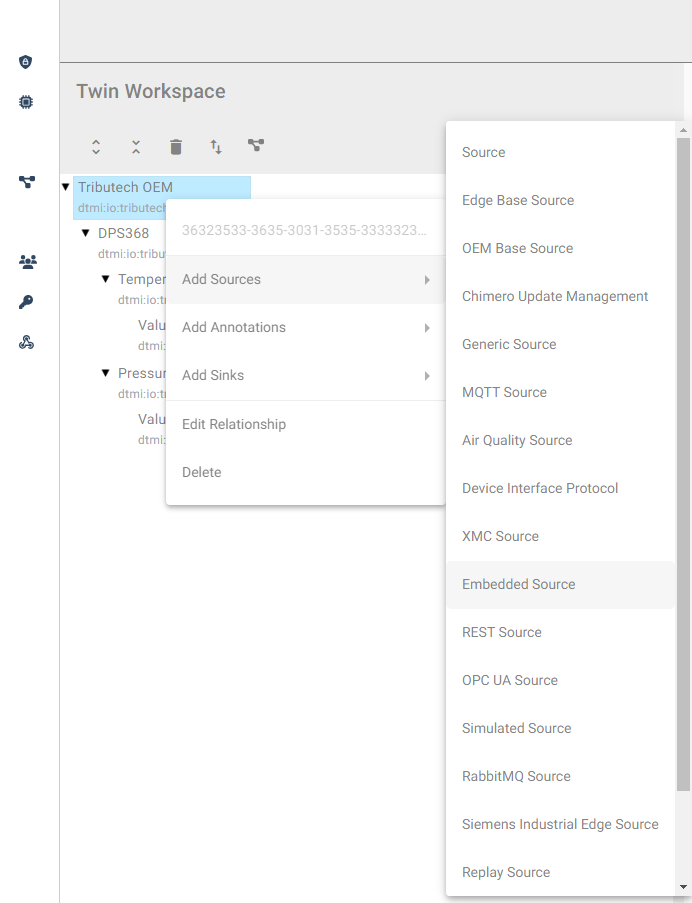 Twin Workspace
Tributech OEM
dtmi:io:tributech
DPS368
dtmi:io:tribu
Temper
dtmi:io:t
Valu
dtmi:
Pressur
dtmi:io:t
Valu
dtmi:
36323533-3635-3031-3535-3333323...
Add Sources
Add Annotations
Add Sinks
Edit Relationship
Delete
Source
Edge Base Source
OEM Base Source
Chimero Update Management
Generic Source
MQTT Source
Air Quality Source
Device Interface Protocol
XMC Source
Embedded Source
REST Source
OPC UA Source
Simulated Source
RabbitMQ Source
Siemens Industrial Edge Source
Replay Source